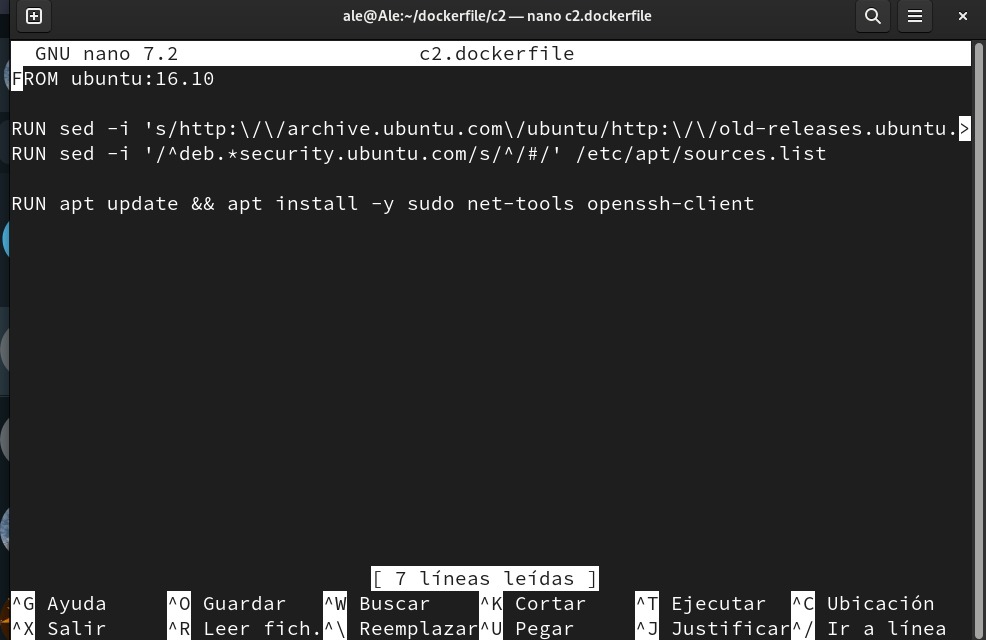 ale@Ale:~/dockerfile/c2 — nano c2.dockerfile
GNU nano 7.2 c2.dockerfile
FROM ubuntu:16.10
RUN sed -i 's/http:\/\/archive.ubuntu.com\/ubuntu/http:\/\/old-releases.ubuntu.>
RUN sed -i '/^deb.*security.ubuntu.com/s/^/#/' /etc/apt/sources.list
RUN apt update && apt install -y sudo net-tools openssh-client
[ 7 líneas leídas ]
^G Ayuda ^O Guardar ^W Buscar ^K Cortar ^T Ejecutar ^C Ubicación
^X Salir ^R Leer fich. ^\ Reemplazar ^U Pegar ^J Justificar ^/ Ir a línea